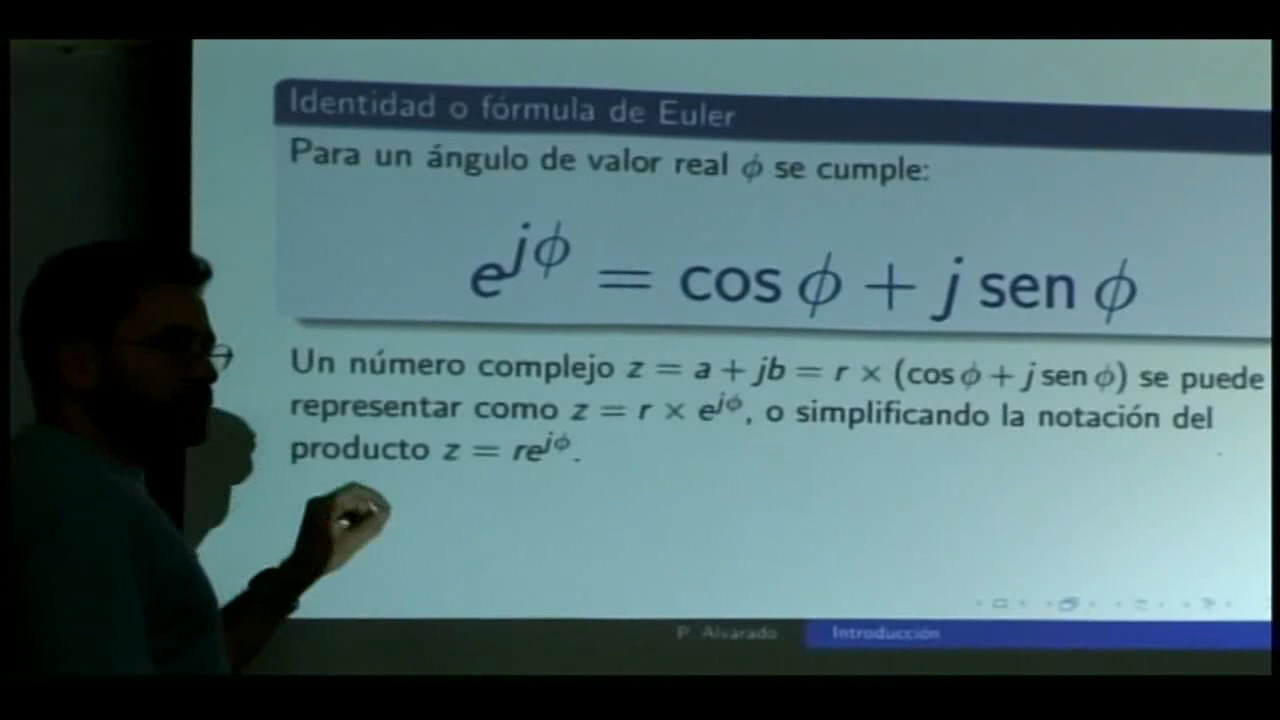 Identidad o fórmula de Euler
Para un ángulo de valor real ϕ se cumple:
e^{jϕ} = cos ϕ + j sen ϕ
Un número complejo z = a + jb = r × (cos ϕ + j sen ϕ) se puede
representar como z = r × e^{jϕ}, o simplificando la notación del
producto z = re^{jϕ}.
P. Alvarado Introducción